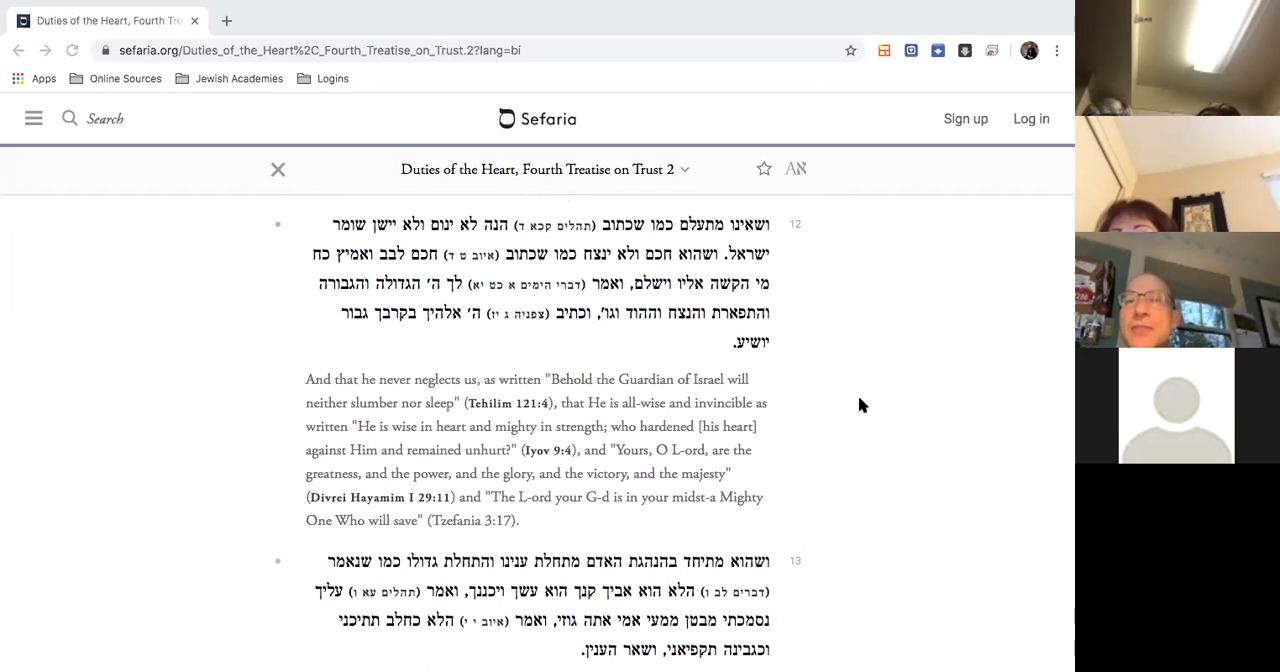 Duties of the Heart, Fourth Tre
sefaria.org/Duties_of_the_Heart%2C_Fourth_Treatise_on_Trust.2?lang=bi
Apps Online Sources Jewish Academies Logins
Search Sefaria Sign up Log in
Duties of the Heart, Fourth Treatise on Trust 2 Aא
12
ושאינו מתעלם כמו שכתוב (תהלים קכא ד) הנה לא ינום ולא יישן שומר
ישראל. ושהוא חכם ולא ינצח כמו שכתוב (איוב ט ד) חכם לבב ואמיץ כח
מי הקשה אליו וישלם, ואמר (דברי הימים א כט יא) לך ה׳ הגדולה והגבורה
והתפארת והנצח וההוד וגו׳, וכתיב (צפניה ג יז) ה׳ אלהיך בקרבך גבור
יושיע.
And that he never neglects us, as written "Behold the Guardian of Israel will
neither slumber nor sleep" (Tehilim 121:4), that He is all-wise and invincible as
written "He is wise in heart and mighty in strength; who hardened [his heart]
against Him and remained unhurt?" (Iyov 9:4), and "Yours, O L-ord, are the
greatness, and the power, and the glory, and the victory, and the majesty"
(Divrei Hayamim I 29:11) and "The L-ord your G-d is in your midst-a Mighty
One Who will save" (Tzefania 3:17).
13
ושהוא מתיחד בהנהגת האדם מתחלת ענינו והתחלת גדולו כמו שנאמר
(דברים לב ו) הלא הוא אביך קנך הוא עשך ויכננך, ואמר (תהלים עא ו) עליך
נסמכתי מבטן ממעי אמי אתה גוזי, ואמר (איוב י י) הלא כחלב תתיכני
וכגבינה תקפיאני, ושאר הענין.